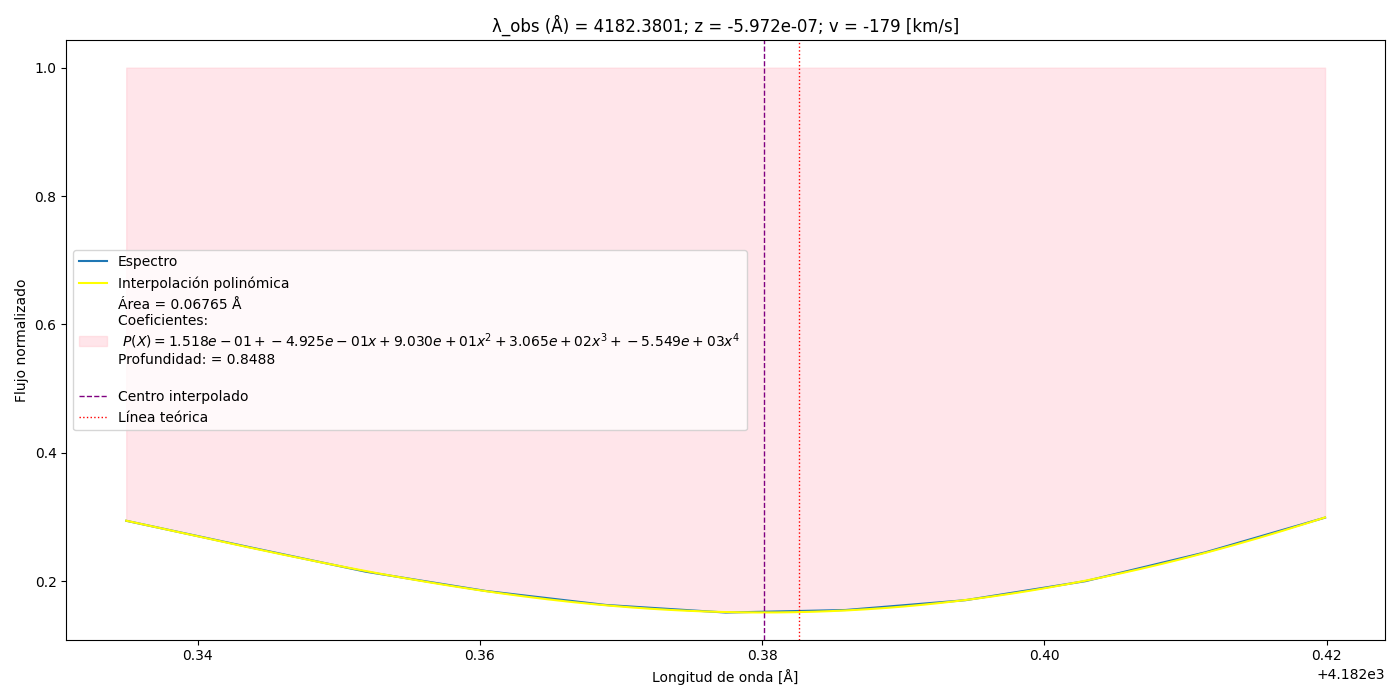 λ_obs (Å) = 4182.3801; z = -5.972e-07; v = -179 [km/s]
Flujo normalizado
1.0
0.8
0.6
0.4
0.2
Espectro
Interpolación polinómica
Área = 0.06765 Å
Coeficientes:
P(X) = 1.518e − 01 + − 4.925e − 01x + 9.030e + 01x² + 3.065e + 02x³ + − 5.549e + 03x⁴
Profundidad: = 0.8488
Centro interpolado
Línea teórica
0.34 0.36 0.38 0.40 0.42
+4.182e3
Longitud de onda [Å]